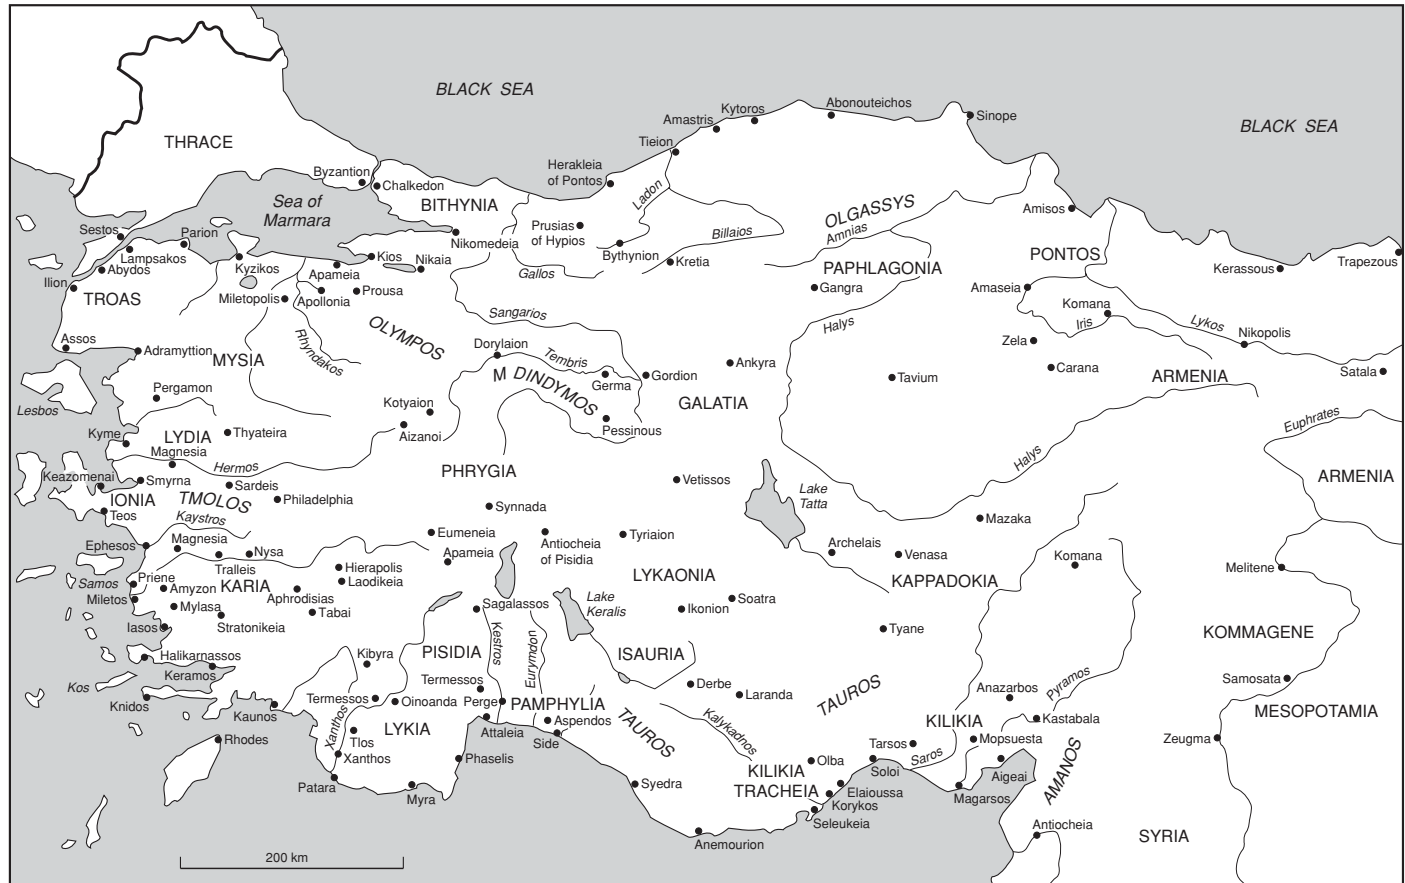 BLACK SEA
BLACK SEA
THRACE
Byzantion
Chalkedon
Sea of
Marmara
BITHYNIA
Herakleia
of Pontos
Tieion
Amastris
Kytoros
Abonouteichos
Sinope
Ladon
Prusias
of Hypios
Bythynion
Billaios
Kretia
OLGASSYS
Amnias
PAPHLAGONIA
Gangra
Amisos
PONTOS
Amaseia
Komana
Iris
Lykos
Nikopolis
Kerassous
Trapezous
Satala
Zela
Carana
ARMENIA
Euphrates
ARMENIA
Sestos
Lampsakos
Parion
Abydos
Ilion
TROAS
Kyzikos
Kios
Nikomedeia
Nikaia
Apameia
Apollonia
Prousa
Miletopolis
Gallos
Sangarios
Halys
Assos
Adramyttion
MYSIA
Rhyndakos
OLYMPOS
Dorylaion
Tembris
M DINDYMOS
Germa
Gordion
Ankyra
Tavium
Lesbos
Pergamon
Kotyaion
Aizanoi
Pessinous
GALATIA
Kyme
LYDIA
Thyateira
Magnesia
Hermos
PHRYGIA
Halys
Keazomenai
Smyrna
Sardeis
IONIA
TMOLOS
Philadelphia
Teos
Kaystros
Synnada
Vetissos
Lake
Tatta
Mazaka
Ephesos
Magnesia
Nysa
Tralleis
Eumeneia
Apameia
Antiocheia
of Pisidia
Tyriaion
Archelais
Venasa
Komana
Melitene
Samos
Priene
Amyzon
KARIA
Hierapolis
Laodikeia
LYKAONIA
KAPPADOKIA
Miletos
Mylasa
Aphrodisias
Tabai
Stratonikeia
Sagalassos
Lake
Keralis
Ikonion
Soatra
Tyane
KOMMAGENE
Iasos
Halikarnassos
Keramos
Kibyra
PISIDIA
Kestros
Eurymdon
ISAURIA
Kos
Knidos
Kaunos
Termessos
Oinoanda
Termessos
Perge
PAMPHYLIA
Aspendos
Derbe
Laranda
TAUROS
Anazarbos
Pyramos
Samosata
MESOPOTAMIA
Rhodes
Xanthos
Tlos
LYKIA
Attaleia
Side
TAUROS
Kalykadnos
KILIKIA
Kastabala
Mopsuesta
Tarsos
Saros
Zeugma
Xanthos
Phaselis
Patara
Myra
Syedra
KILIKIA
TRACHEIA
Olba
Soloi
Elaioussa
Korykos
Seleukeia
Magarsos
Aigeai
AMANOS
Anemourion
Antiocheia
SYRIA
200 km